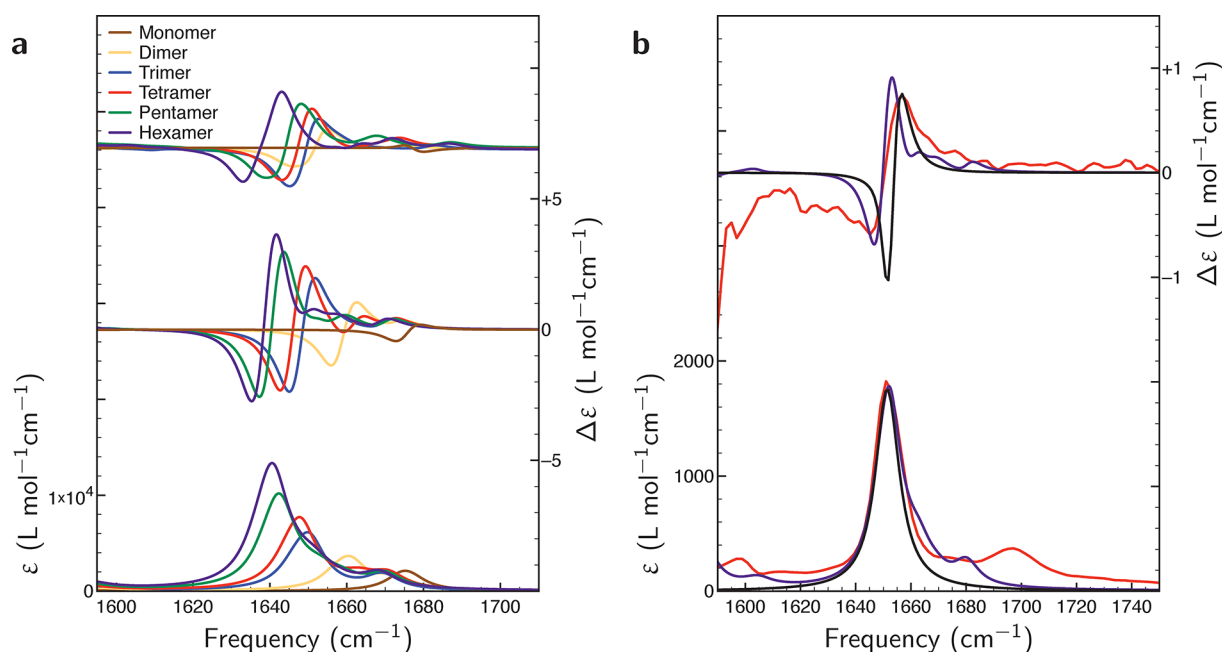 a
Monomer
Dimer
Trimer
Tetramer
Pentamer
Hexamer
+5
0
−5
Δε (L mol⁻¹cm⁻¹)
1×10⁴
0
ε (L mol⁻¹cm⁻¹)
1600 1640 1660 1680 1700
Frequency (cm⁻¹)
b
+1
0
−1
Δε (L mol⁻¹cm⁻¹)
2000
1000
0
ε (L mol⁻¹cm⁻¹)
1600 1620 1640 1660 1680 1700 1720 1740
Frequency (cm⁻¹)